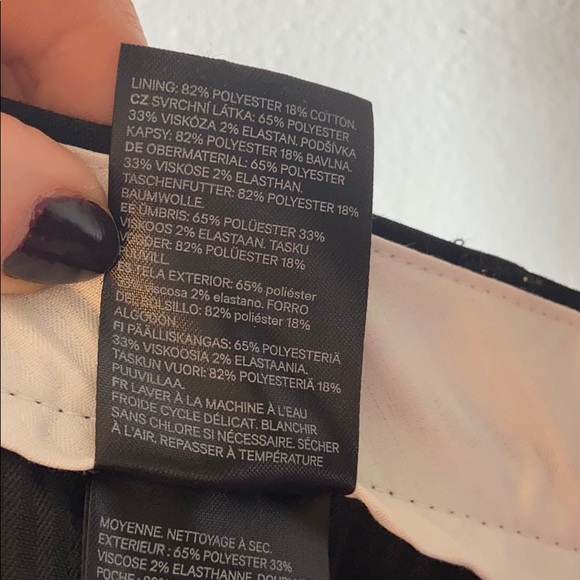 LINING: 82% POLYESTER 18% COTTON.
CZ SVRCHNÍ LÁTKA: 65% POLYESTER
33% VISKÓZA 2% ELASTAN. PODŠÍVKA
KAPSY: 82% POLYESTER 18% BAVLNA.
DE OBERMATERIAL: 65% POLYESTER
33% VISKOSE 2% ELASTHAN.
TASCHENFUTTER: 82% POLYESTER 18%
BAUMWOLLE.
EE ÜMBRIS: 65% POLÜESTER 33%
VISKOOS 2% ELASTAAN. TASKU
VOODER: 82% POLÜESTER 18%
PUUVILL.
ES TELA EXTERIOR: 65% poliéster
33% viscosa 2% elastano. FORRO
DEL BOLSILLO: 82% poliéster 18%
ALGODÓN.
FI PÄÄLLISKANGAS: 65% POLYESTERIÄ
33% VISKOOSIA 2% ELASTAANIA.
TASKUN VUORI: 82% POLYESTERIÄ 18%
PUUVILLAA.
FR LAVER À LA MACHINE À L'EAU
FROIDE CYCLE DÉLICAT. BLANCHIR
SANS CHLORE SI NÉCESSAIRE. SÉCHER
À L'AIR. REPASSER À TEMPÉRATURE
MOYENNE. NETTOYAGE À SEC.
EXTERIEUR: 65% POLYESTER 33%
VISCOSE 2% ELASTHANNE.
POCHE: